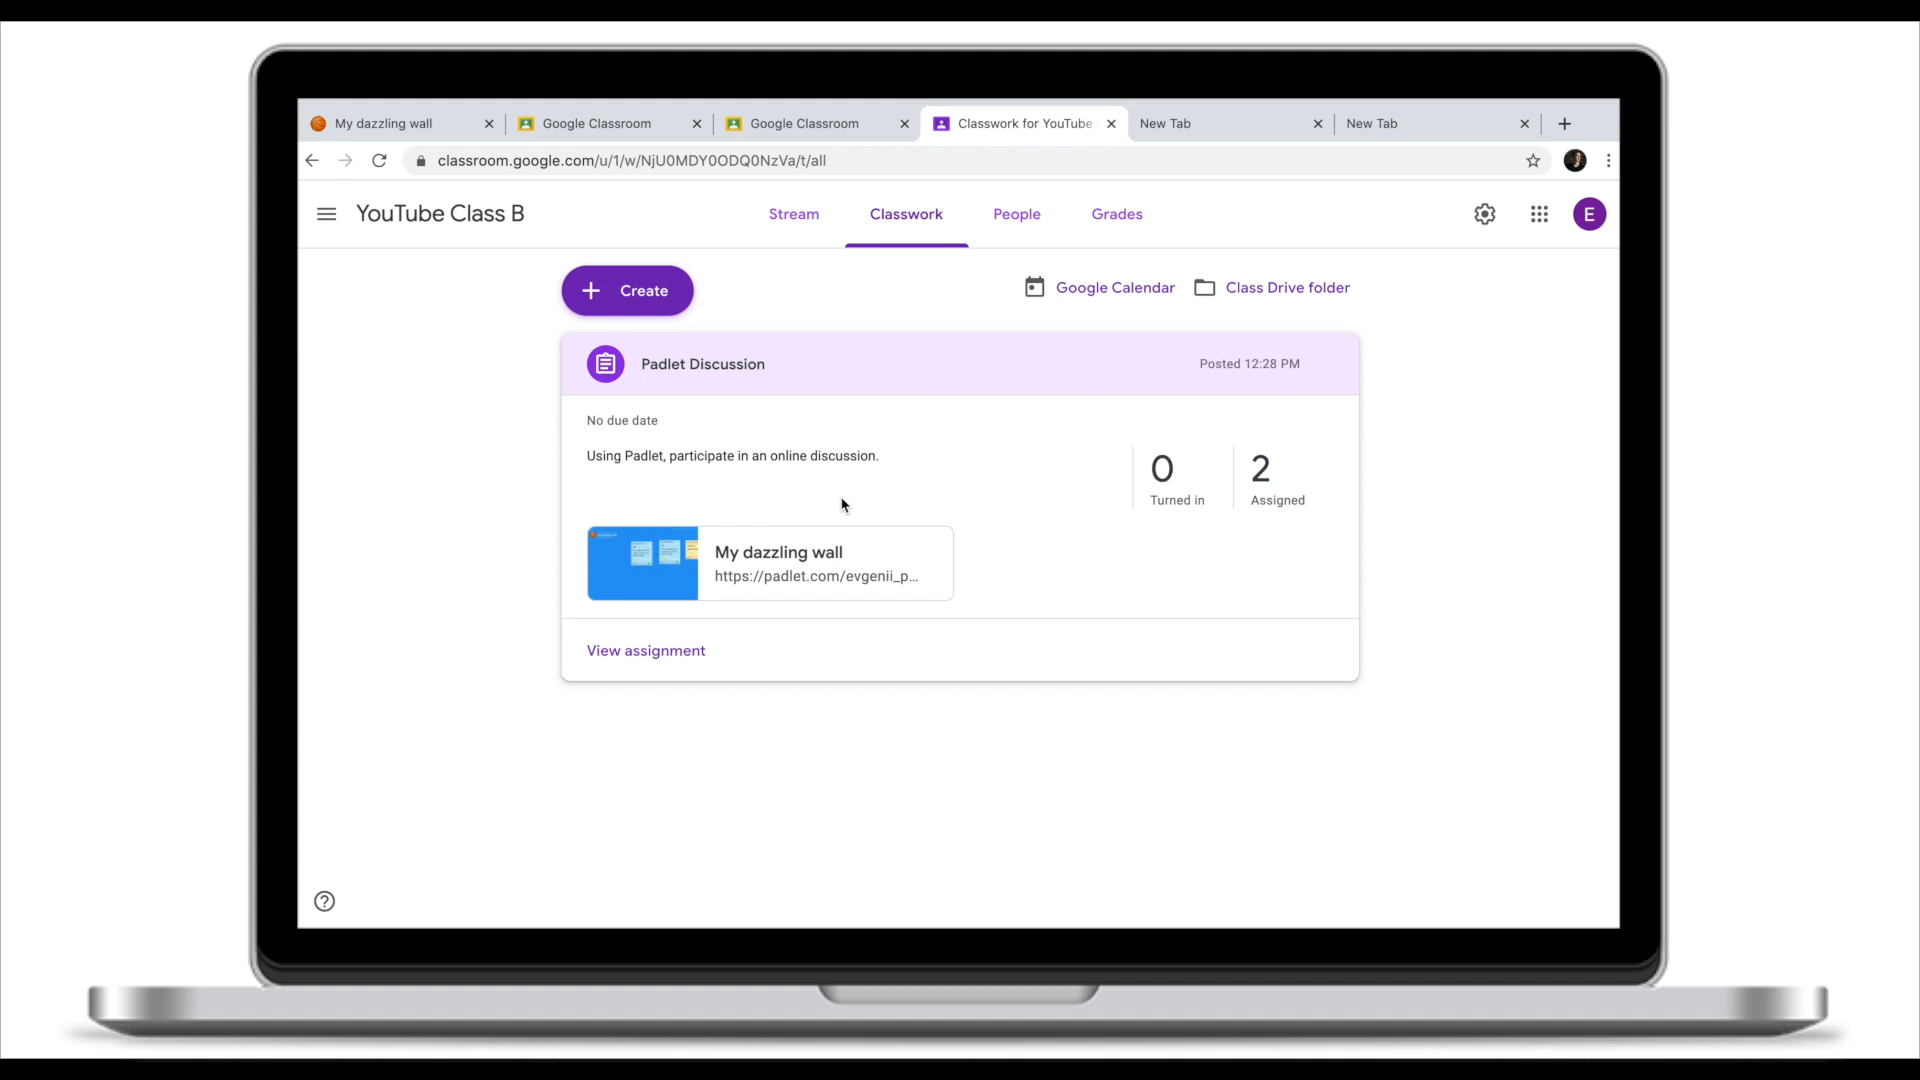 My dazzling wall
Google Classroom
Google Classroom
Classwork for YouTube
New Tab
New Tab
classroom.google.com/u/1/w/NjU0MDY0ODQ0NzVa/t/all
YouTube Class B
Stream
Classwork
People
Grades
E
Create
Google Calendar
Class Drive folder
Padlet Discussion
Posted 12:28 PM
No due date
Using Padlet, participate in an online discussion.
0
Turned in
2
Assigned
My dazzling wall
https://padlet.com/evgenii_p...
View assignment